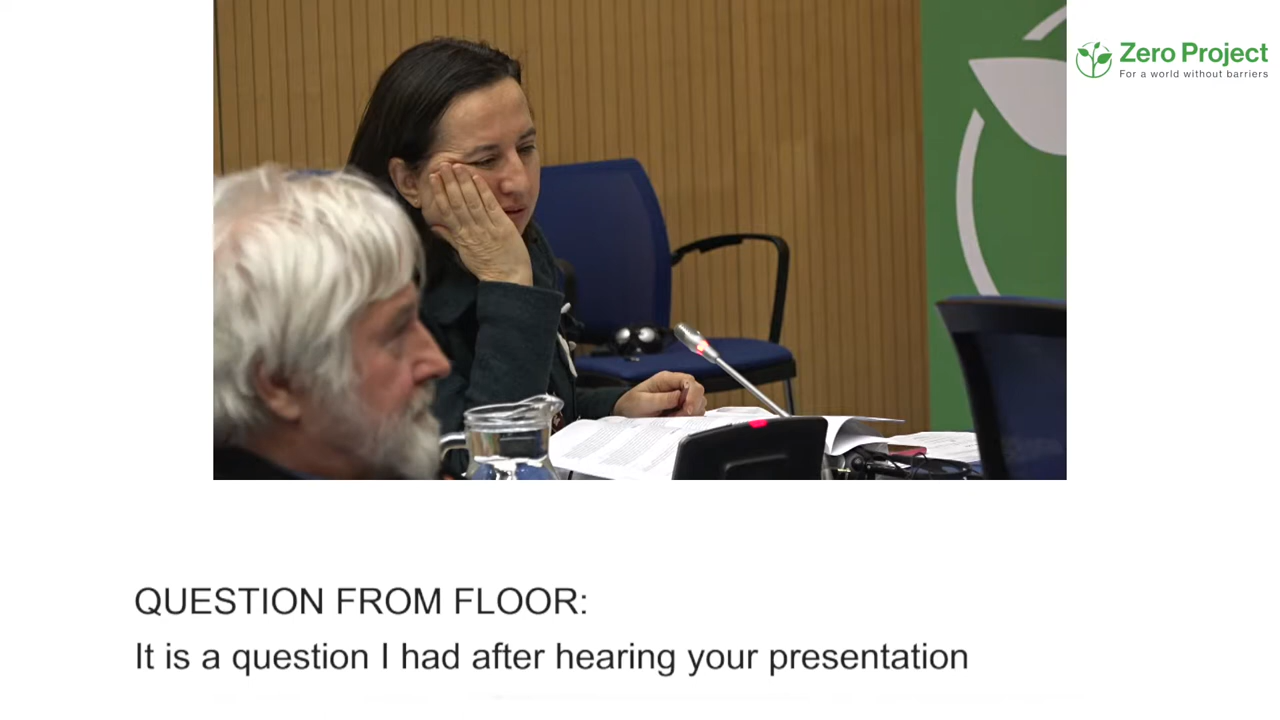 Zero Project
For a world without barriers
QUESTION FROM FLOOR:
It is a question I had after hearing your presentation